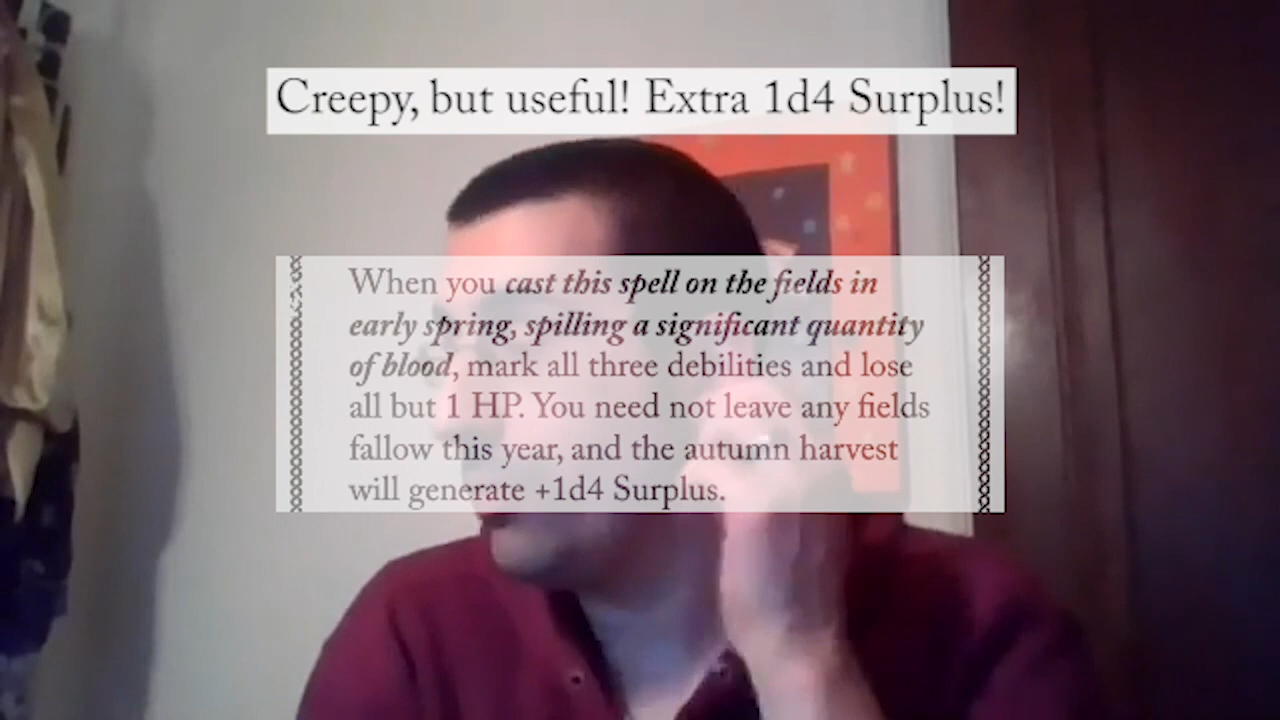 Creepy, but useful! Extra 1d4 Surplus!
When you cast this spell on the fields in
early spring, spilling a significant quantity
of blood, mark all three debilities and lose
all but 1 HP. You need not leave any fields
fallow this year, and the autumn harvest
will generate +1d4 Surplus.